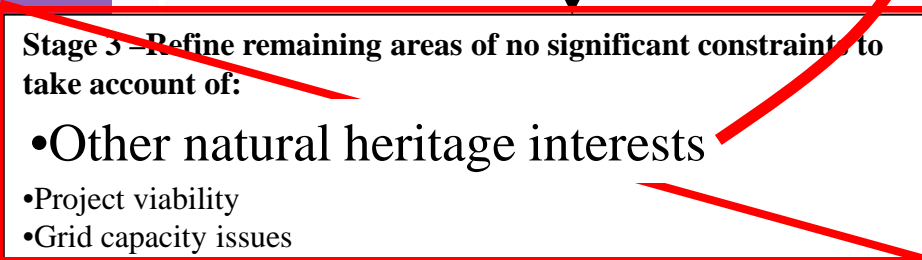 Stage 3 –Refine remaining areas of no significant constraints to
take account of:
•Other natural heritage interests
•Project viability
•Grid capacity issues